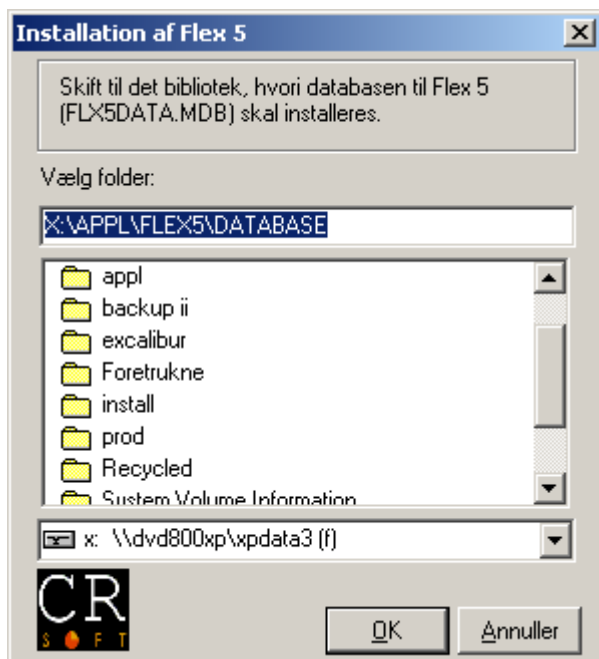 Installation af Flex 5
Skift til det bibliotek, hvori databasen til Flex 5
(FLX5DATA.MDB) skal installeres.
Vælg folder:
X:\APPL\FLEX5\DATABASE
appl
backup ii
excalibur
Foretrukne
install
prod
Recycled
System Volume Information
x: \\dvd800xp\xpdata3 (f)
CR
SOFT
OK
Annuller